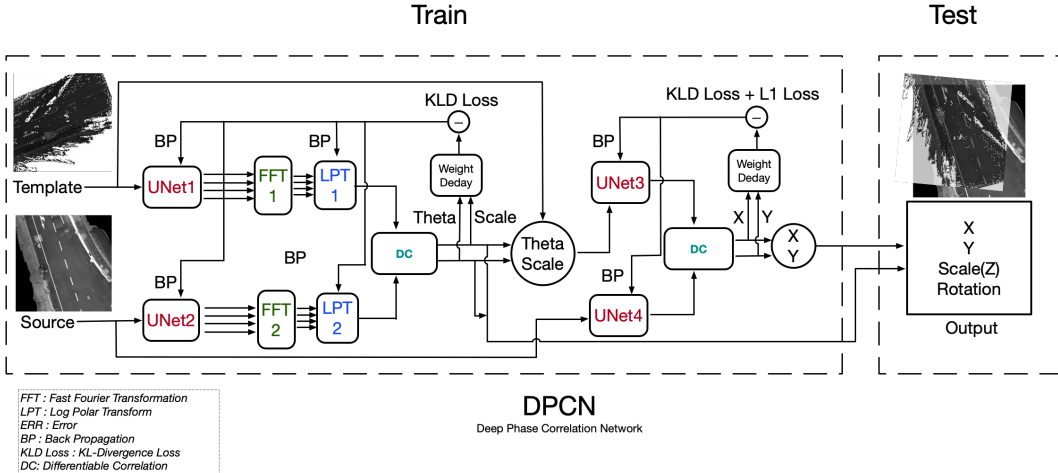 Train
Test
KLD Loss
KLD Loss + L1 Loss
BP
BP
BP
Weight
Deday
Weight
Deday
Template
UNet1
FFT
1
LPT
1
UNet3
Theta
Scale
X
Y
DC
Theta
Scale
DC
X
Y
BP
BP
BP
X
Y
Scale(Z)
Rotation
Source
UNet2
FFT
2
LPT
2
UNet4
Output
FFT : Fast Fourier Transformation
LPT : Log Polar Transform
ERR : Error
BP : Back Propagation
KLD Loss : KL-Divergence Loss
DC: Differentiable Correlation
DPCN
Deep Phase Correlation Network